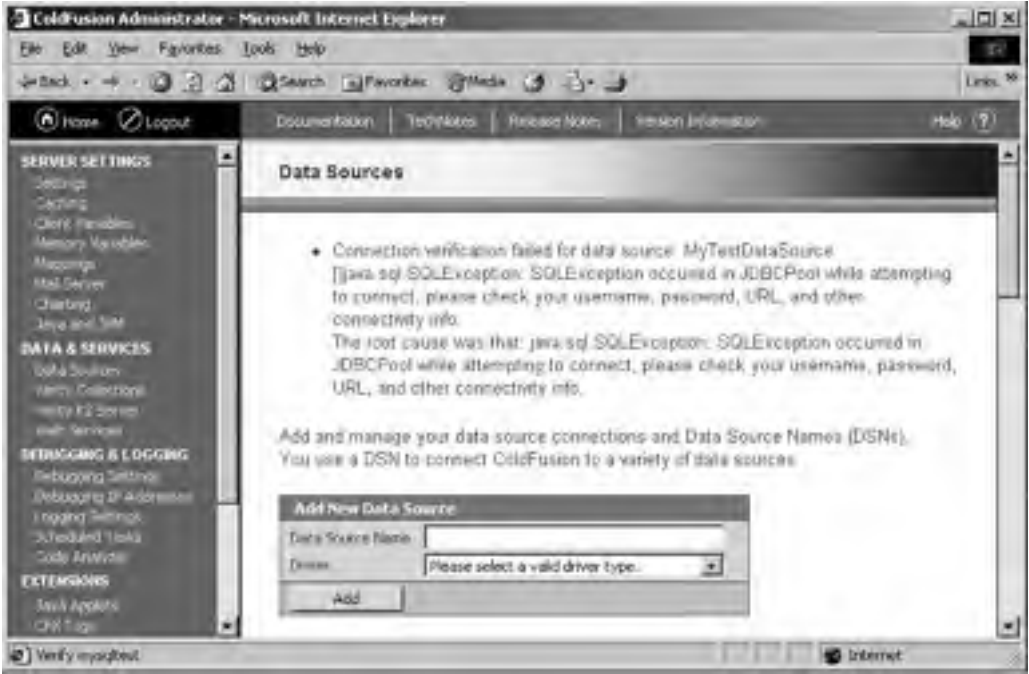 ColdFusion Administrator - Microsoft Internet Explorer
File Edit View Favorites Tools Help
Back Search Favorites Media Links »
Home Logout Documentation TechNotes Release Notes Version Information Help ?
SERVER SETTINGS
Settings
Caching
Client Variables
Memory Variables
Mappings
Mail Server
Charting
Java and JVM
DATA & SERVICES
Data Sources
Verity Collections
Verity K2 Server
Web Services
DEBUGGING & LOGGING
Debugging Settings
Debugging IP Addresses
Logging Settings
Scheduled Tasks
Code Analyzer
EXTENSIONS
Java Applets
CFX Tags
Data Sources
• Connection verification failed for data source: MyTestDataSource
[]java.sql.SQLException: SQLException occurred in JDBCPool while attempting
to connect, please check your username, password, URL, and other
connectivity info.
The root cause was that: java.sql.SQLException: SQLException occurred in
JDBCPool while attempting to connect, please check your username, password,
URL, and other connectivity info.
Add and manage your data source connections and Data Source Names (DSNs).
You use a DSN to connect ColdFusion to a variety of data sources.
Add New Data Source
Data Source Name
Driver Please select a valid driver type.
Add
Verify mysqltest Internet